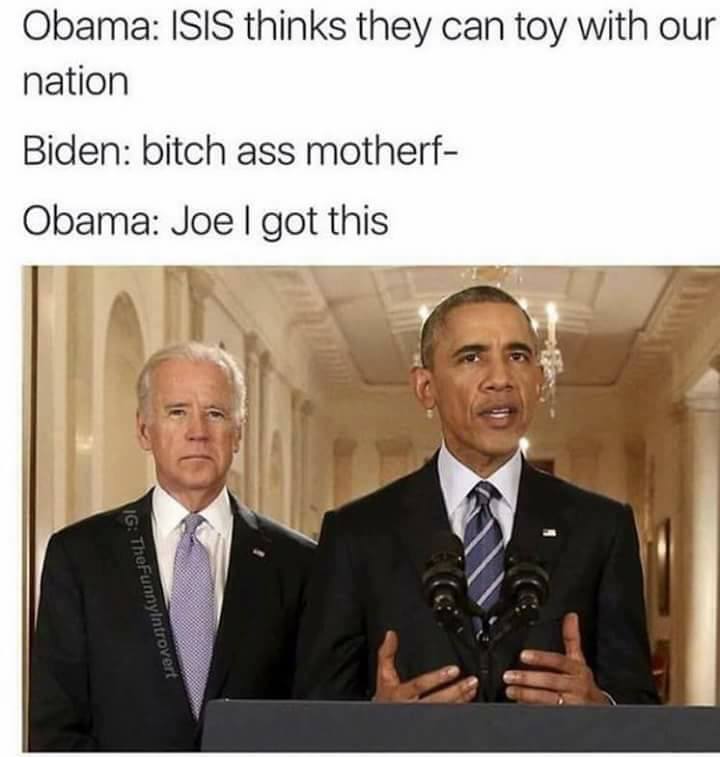 Obama: ISIS thinks they can toy with our
nation
Biden: bitch ass motherf-
Obama: Joe I got this
IG: TheFunnyIntrovert